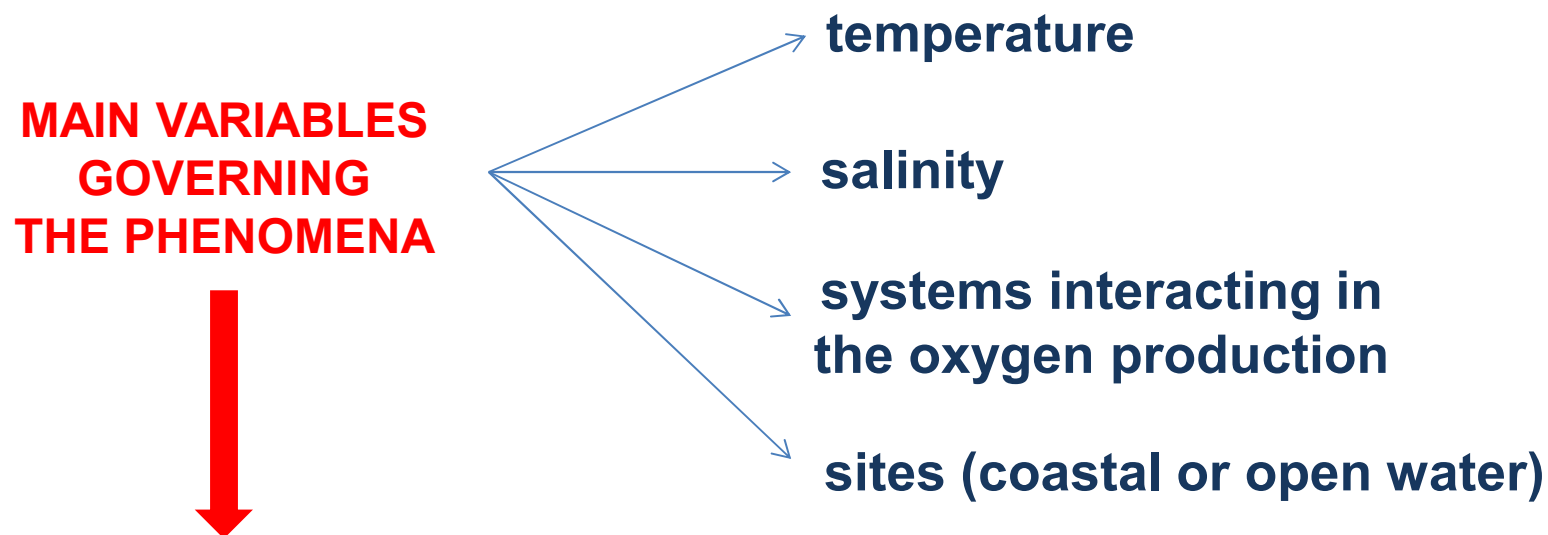 MAIN VARIABLES
GOVERNING
THE PHENOMENA
temperature
salinity
systems interacting in
the oxygen production
sites (coastal or open water)